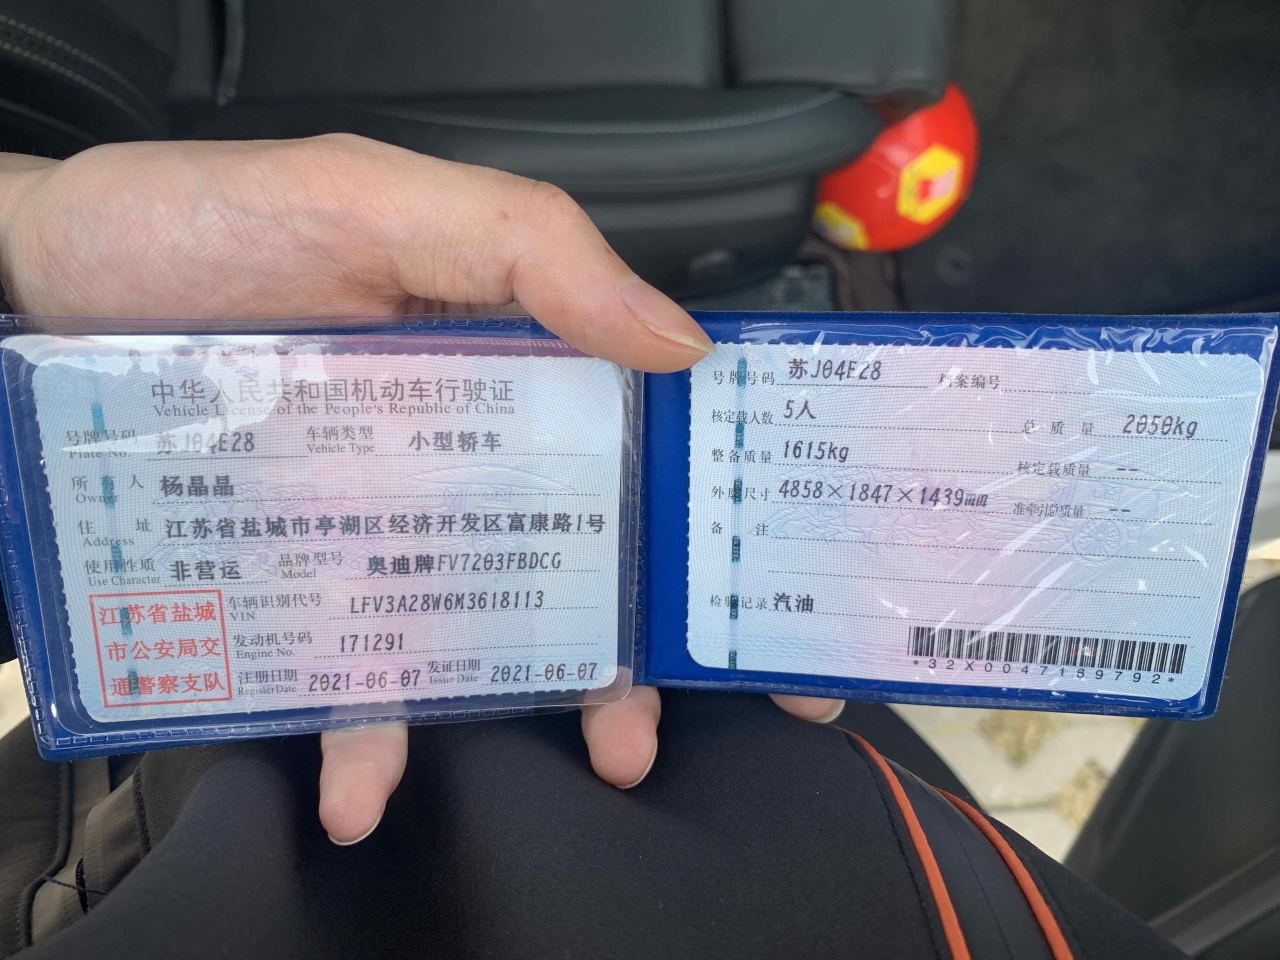 中华人民共和国机动车行驶证
Vehicle License of the People's Republic of China
号牌号码 苏J04E28 车辆类型 小型轿车
Plate No. Vehicle Type
所有人 杨晶晶
Owner
住址 江苏省盐城市亭湖区经济开发区富康路1号
Address
使用性质 非营运 品牌型号 奥迪牌FV7203FBDCG
Use Character Model
江苏省盐城
市公安局交
通警察支队
车辆识别代号 LFV3A28W6M3618113
VIN
发动机号码 171291
Engine No.
注册日期 2021-06-07 发证日期 2021-06-07
Register Date Issue Date
号牌号码 苏J04E28 档案编号
核定载人数 5人 总质量 2050kg
整备质量 1615kg 核定载质量 --
外廓尺寸 4858×1847×1439mm 准牵引总质量 --
备注
检验记录 汽油
*32X0047159792*